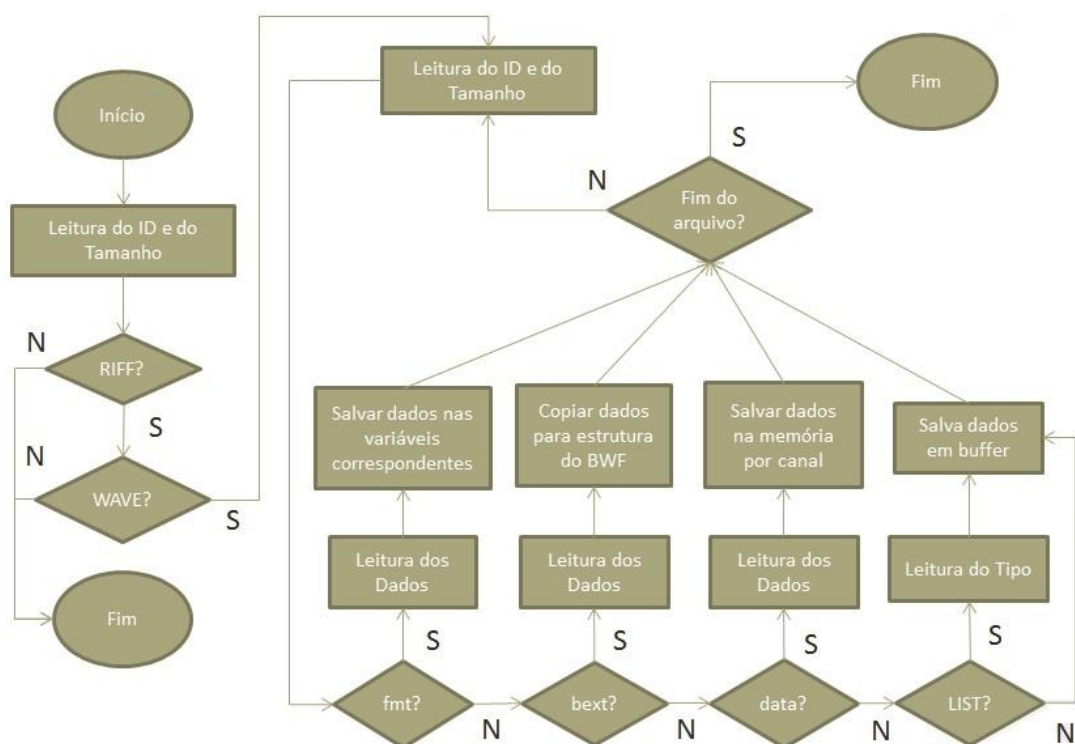 Início
Leitura do ID e do
Tamanho
N
RIFF?
S
N
WAVE?
S
Fim
Leitura do ID e do
Tamanho
Fim
S
N
Fim do
arquivo?
Salvar dados nas
variáveis
correspondentes
Copiar dados
para estrutura
do BWF
Salvar dados
na memória
por canal
Salva dados
em buffer
Leitura dos
Dados
Leitura dos
Dados
Leitura dos
Dados
Leitura do Tipo
S
S
S
S
fmt?
N
bext?
N
data?
N
LIST?
N